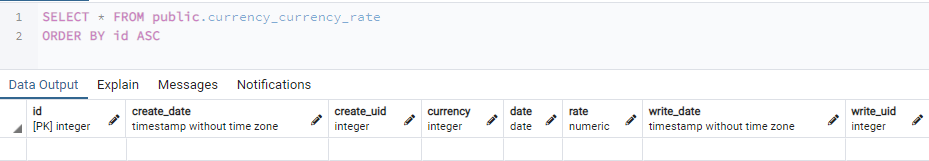 1 SELECT * FROM public.currency_currency_rate
2 ORDER BY id ASC
Data Output Explain Messages Notifications
id create_date create_uid currency date rate write_date write_uid
[PK] integer timestamp without time zone integer integer date numeric timestamp without time zone integer